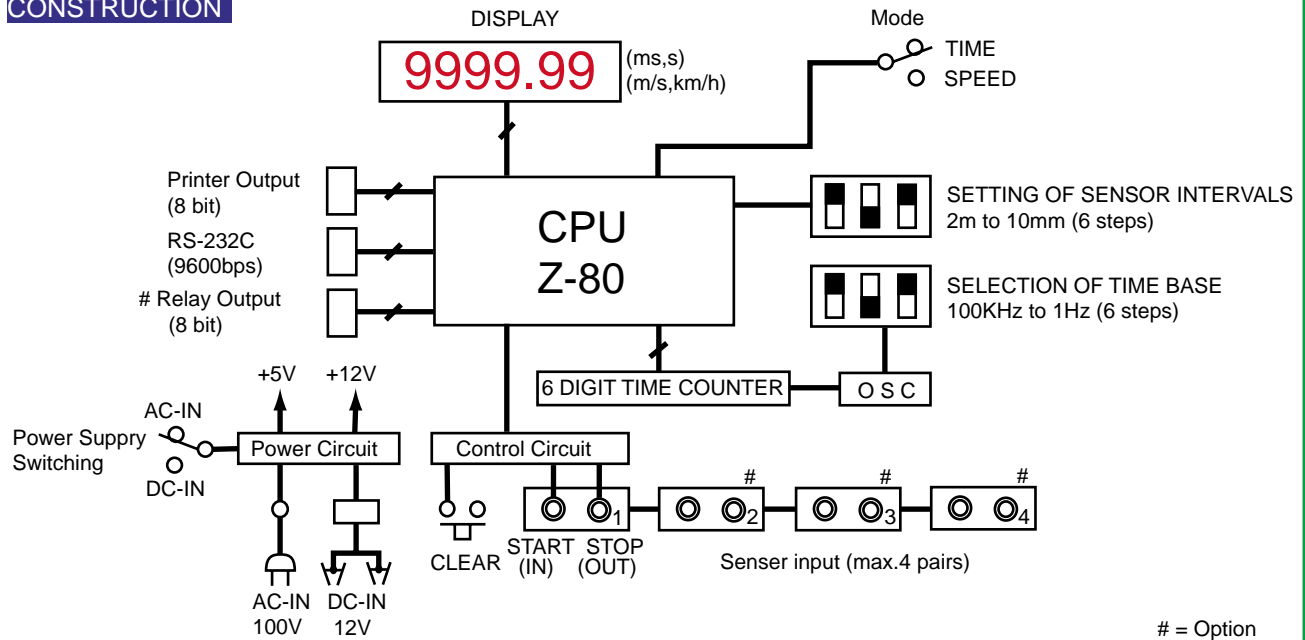 CONSTRUCTION
DISPLAY
Mode
9999.99
(ms,s)
(m/s,km/h)
TIME
SPEED
Printer Output
(8 bit)
RS-232C
(9600bps)
# Relay Output
(8 bit)
CPU
Z-80
SETTING OF SENSOR INTERVALS
2m to 10mm (6 steps)
SELECTION OF TIME BASE
100KHz to 1Hz (6 steps)
6 DIGIT TIME COUNTER
O S C
+5V
+12V
AC-IN
Power Suppry
Switching
DC-IN
Power Circuit
Control Circuit
#
#
#
1
2
3
4
CLEAR
START
(IN)
STOP
(OUT)
Senser input (max.4 pairs)
AC-IN
100V
DC-IN
12V
# = Option